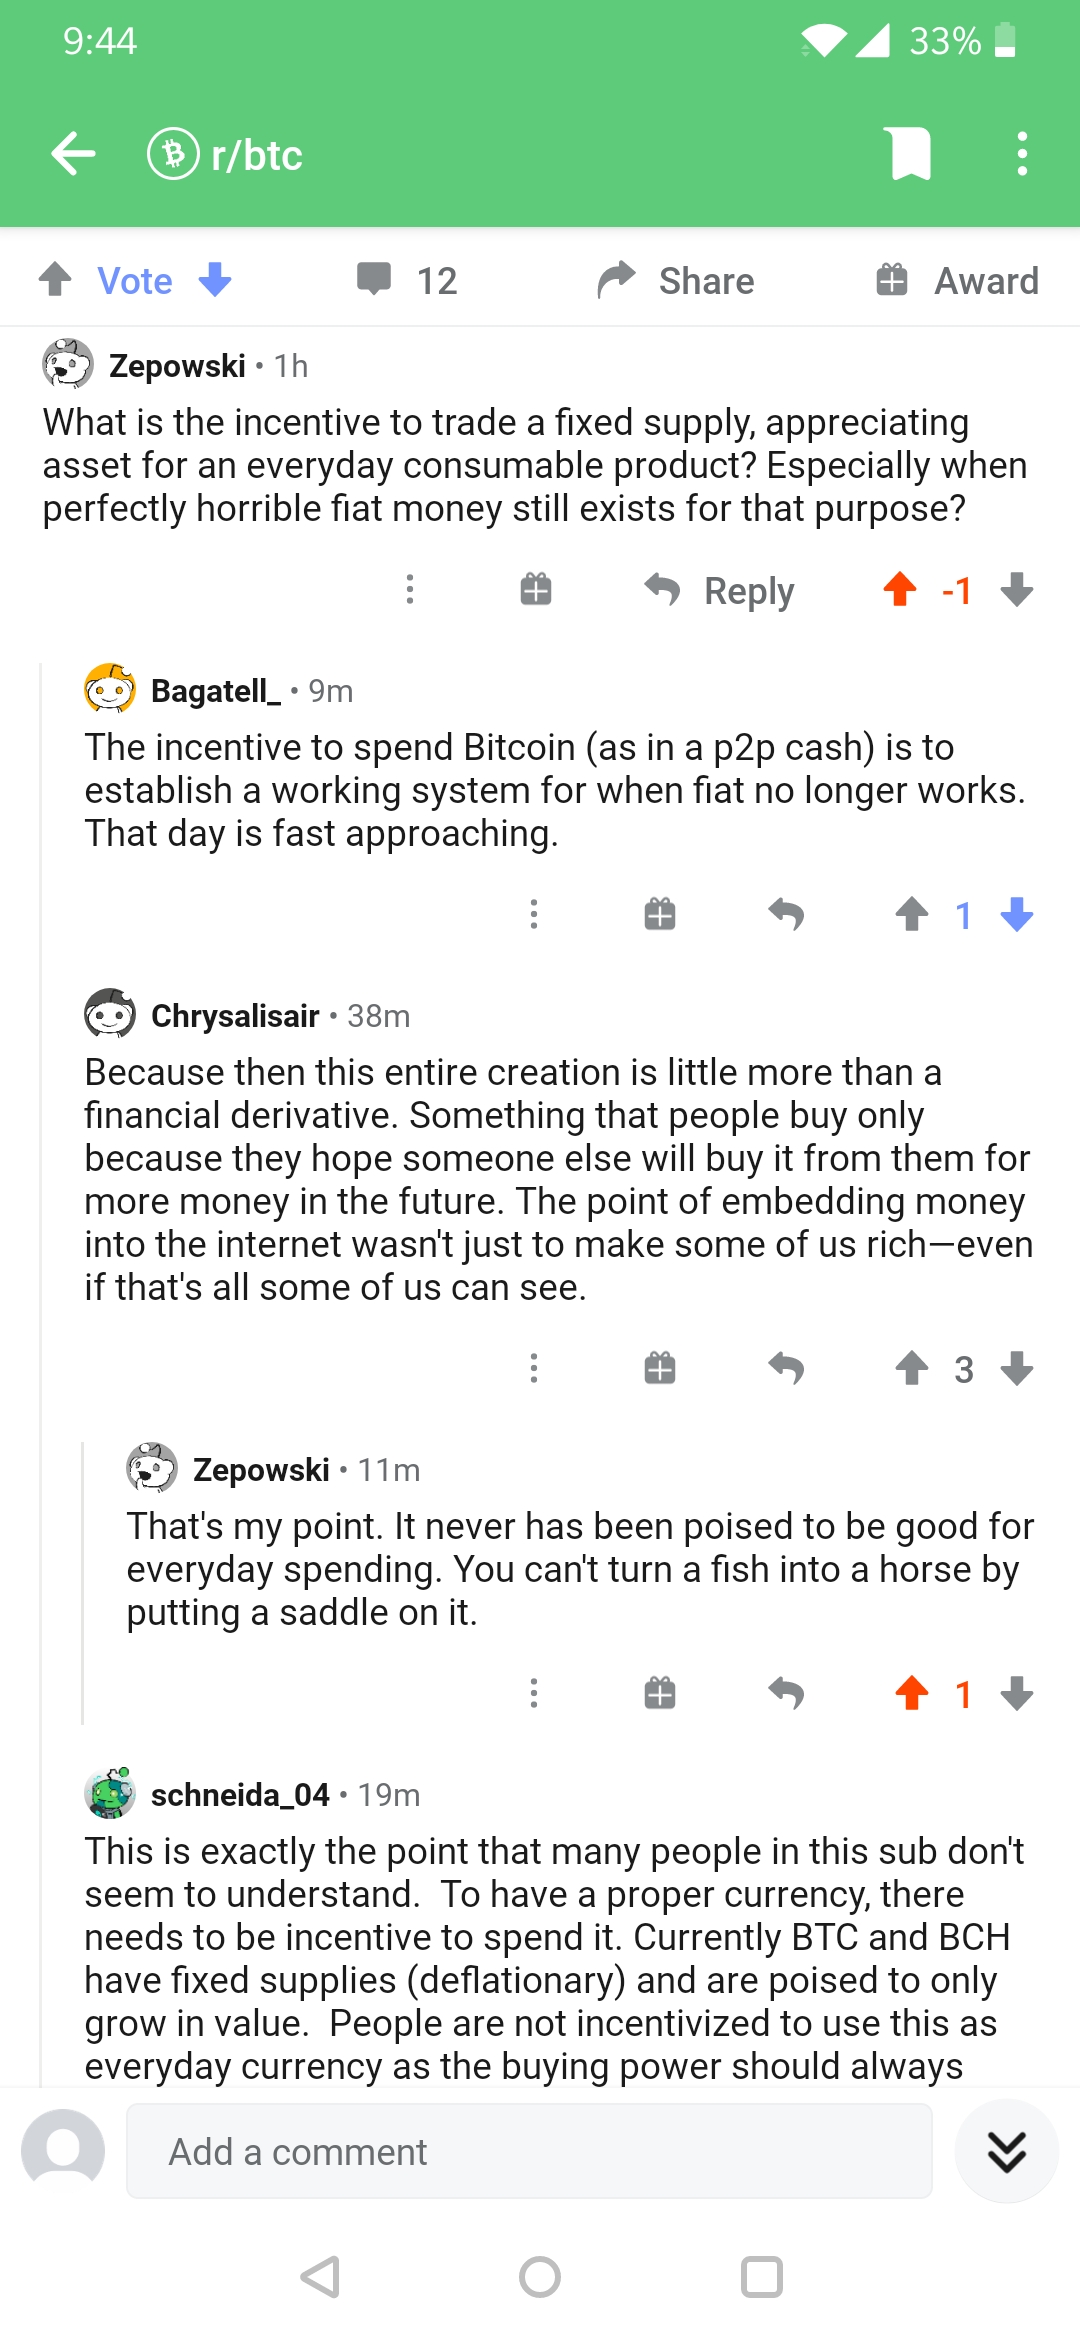 9:44
33%
r/btc
Vote
12
Share
Award
Zepowski • 1h
What is the incentive to trade a fixed supply, appreciating
asset for an everyday consumable product? Especially when
perfectly horrible fiat money still exists for that purpose?
Reply
-1
Bagatell_ • 9m
The incentive to spend Bitcoin (as in a p2p cash) is to
establish a working system for when fiat no longer works.
That day is fast approaching.
1
Chrysalisair • 38m
Because then this entire creation is little more than a
financial derivative. Something that people buy only
because they hope someone else will buy it from them for
more money in the future. The point of embedding money
into the internet wasn't just to make some of us rich—even
if that's all some of us can see.
3
Zepowski • 11m
That's my point. It never has been poised to be good for
everyday spending. You can't turn a fish into a horse by
putting a saddle on it.
1
schneida_04 • 19m
This is exactly the point that many people in this sub don't
seem to understand.  To have a proper currency, there
needs to be incentive to spend it. Currently BTC and BCH
have fixed supplies (deflationary) and are poised to only
grow in value.  People are not incentivized to use this as
everyday currency as the buying power should always
Add a comment